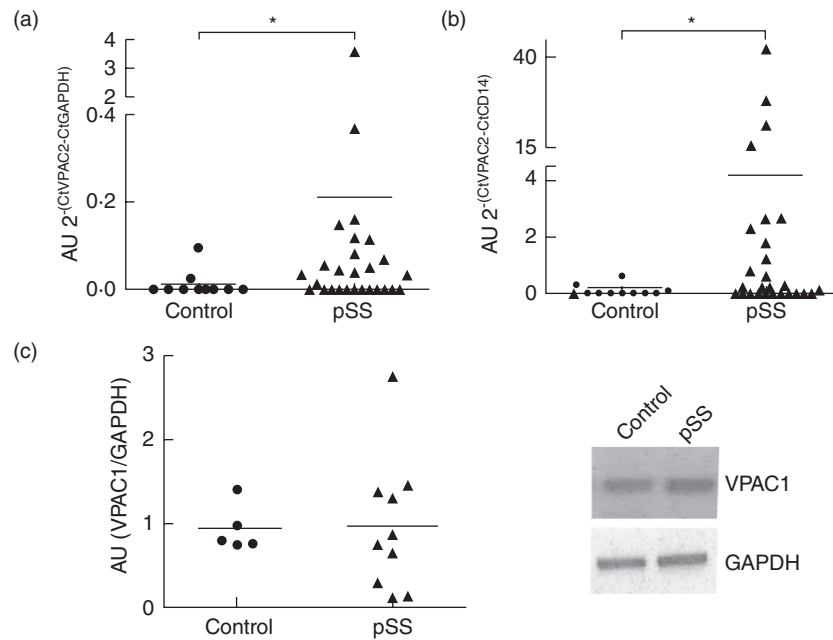 (a)
*
4
3
2
0·4
0·2
0·0
AU 2-(CtVPAC2-CtGAPDH)
Control
pSS
(b)
*
40
15
4
2
0
AU 2-(CtVPAC2-CtCD14)
Control
pSS
(c)
3
2
1
0
AU (VPAC1/GAPDH)
Control
pSS
Control
pSS
VPAC1
GAPDH